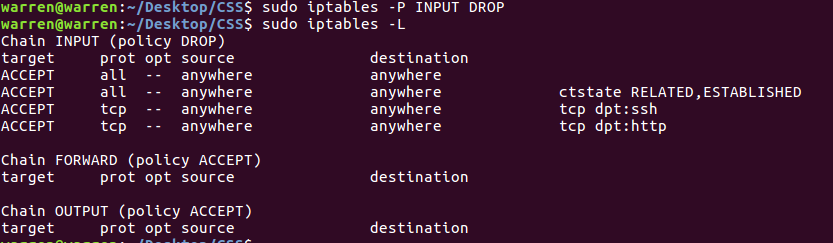 warren@warren:~/Desktop/CSS$ sudo iptables -P INPUT DROP
warren@warren:~/Desktop/CSS$ sudo iptables -L
Chain INPUT (policy DROP)
target     prot opt source               destination
ACCEPT     all  --  anywhere             anywhere
ACCEPT     all  --  anywhere             anywhere             ctstate RELATED,ESTABLISHED
ACCEPT     tcp  --  anywhere             anywhere             tcp dpt:ssh
ACCEPT     tcp  --  anywhere             anywhere             tcp dpt:http
Chain FORWARD (policy ACCEPT)
target     prot opt source               destination
Chain OUTPUT (policy ACCEPT)
target     prot opt source               destination
warren@warren:~/Desktop/CSS$